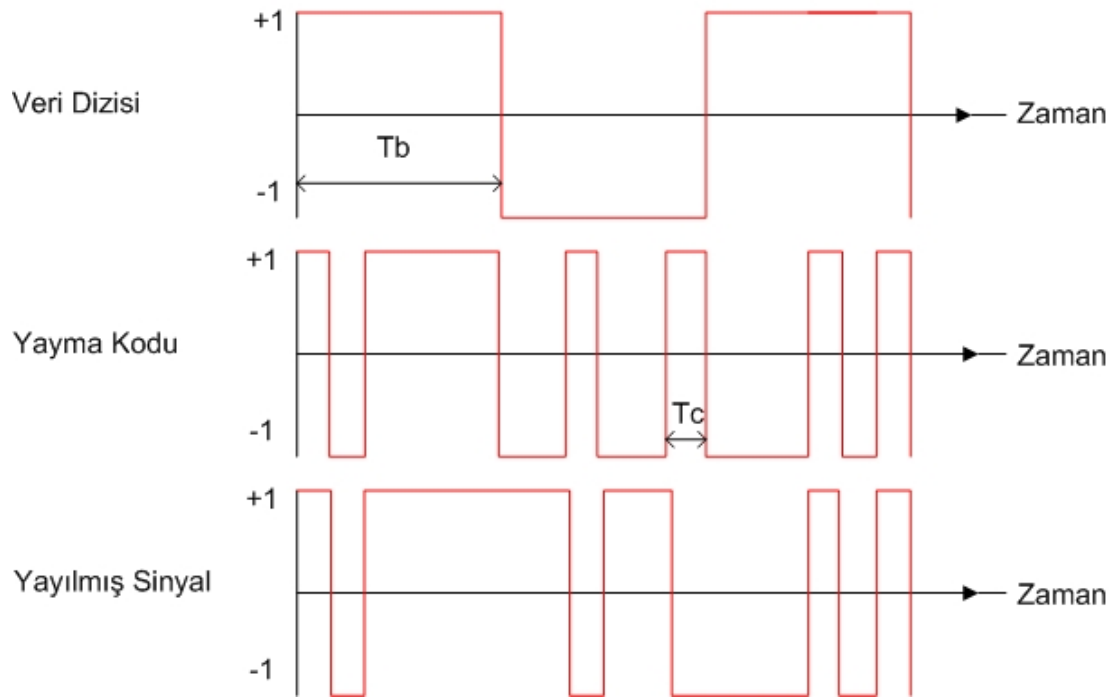 +1
Veri Dizisi
Zaman
Tb
-1
+1
Yayma Kodu
Zaman
Tc
-1
+1
Yayılmış Sinyal
Zaman
-1